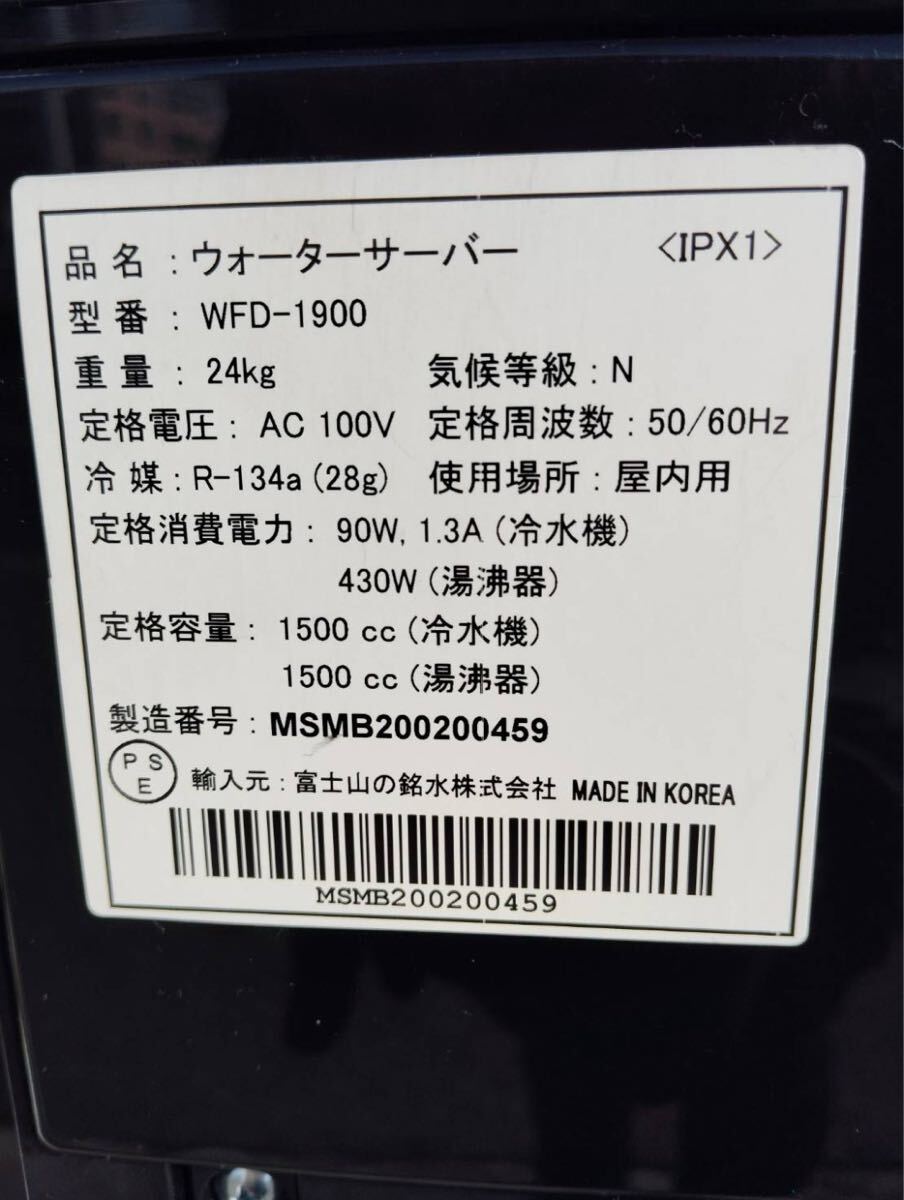 品名：ウォーターサーバー　<IPX1>
型番：WFD-1900
重量：24kg　気候等級：N
定格電圧：AC 100V　定格周波数：50/60Hz
冷媒：R-134a (28g)　使用場所：屋内用
定格消費電力：90W, 1.3A (冷水機)
430W (湯沸器)
定格容量：1500 cc (冷水機)
1500 cc (湯沸器)
製造番号：MSMB200200459
PSE 輸入元：富士山の銘水株式会社 MADE IN KOREA
MSMB200200459